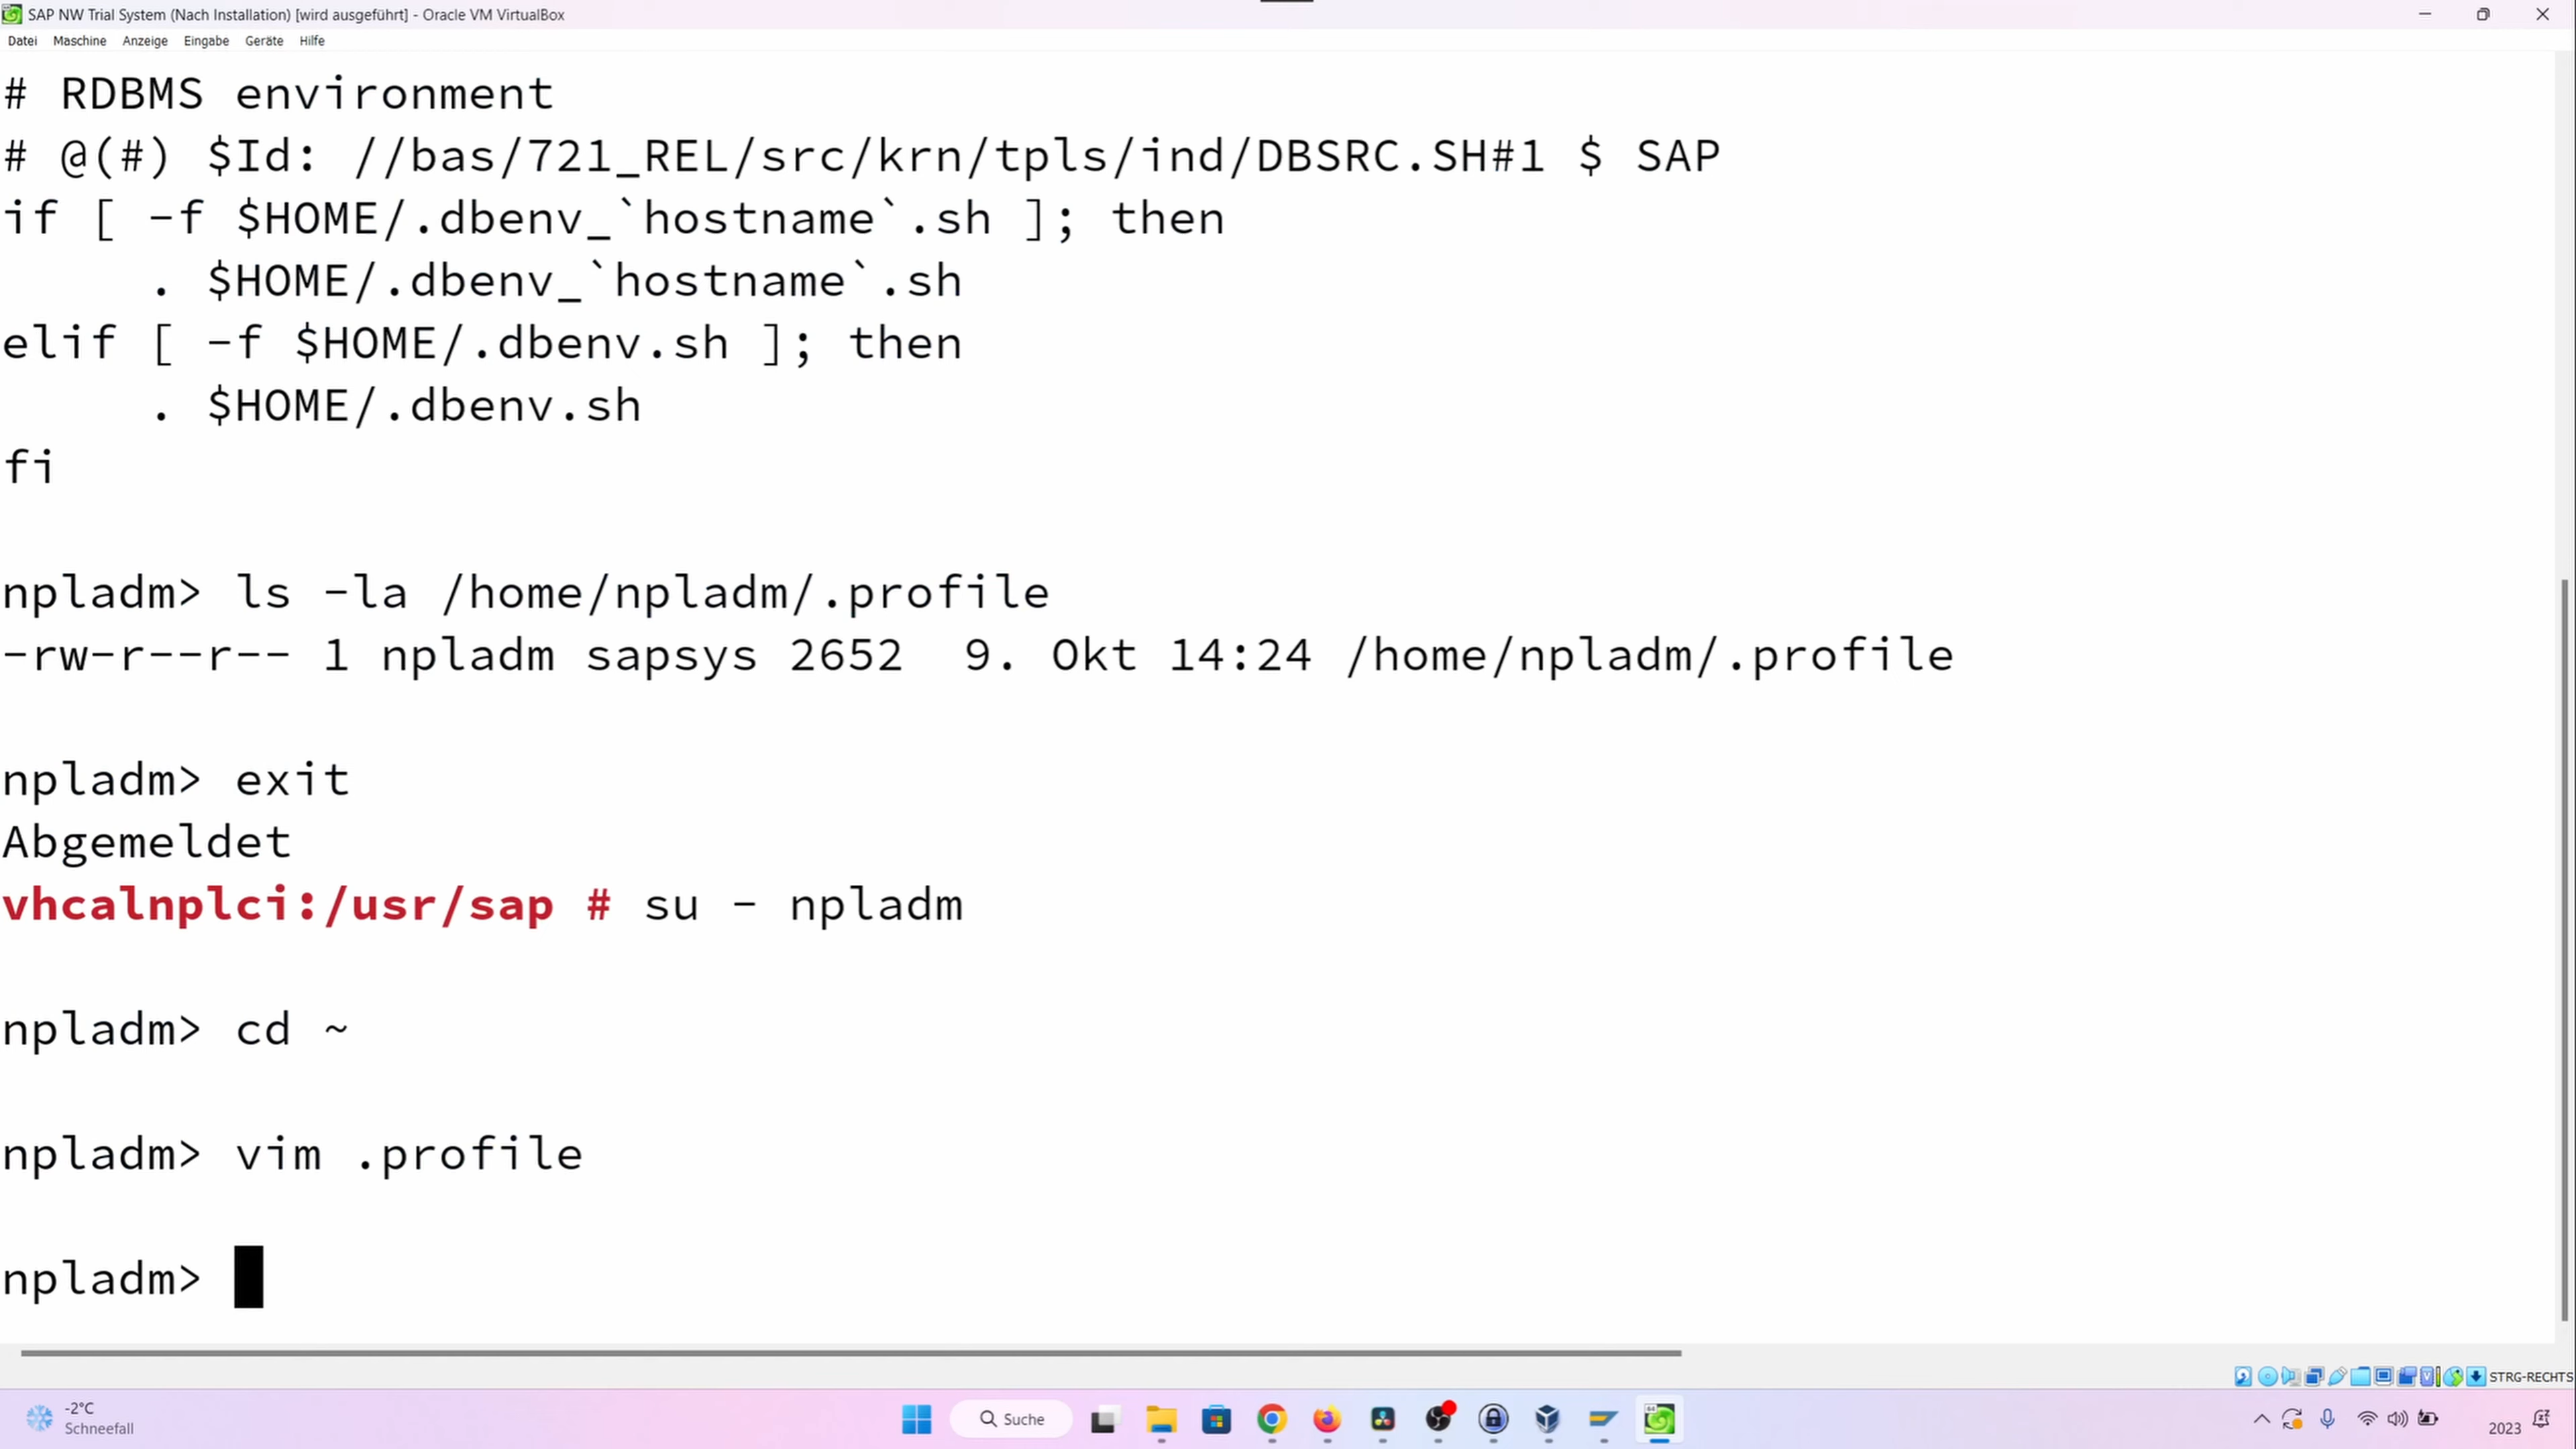 SAP NW Trial System (Nach Installation) [wird ausgeführt] - Oracle VM VirtualBox
Datei Maschine Anzeige Eingabe Geräte Hilfe
# RDBMS environment
# @(#) $Id: //bas/721_REL/src/krn/tpls/ind/DBSRC.SH#1 $ SAP
if [ -f $HOME/.dbenv_`hostname`.sh ]; then
     . $HOME/.dbenv_`hostname`.sh
elif [ -f $HOME/.dbenv.sh ]; then
     . $HOME/.dbenv.sh
fi
npladm> ls -la /home/npladm/.profile
-rw-r--r-- 1 npladm sapsys 2652  9. Okt 14:24 /home/npladm/.profile
npladm> exit
Abgemeldet
vhcalnplci:/usr/sap # su - npladm
npladm> cd ~
npladm> vim .profile
npladm>
STRG-RECHTS
-2°C
Schneefall
Suche
2023